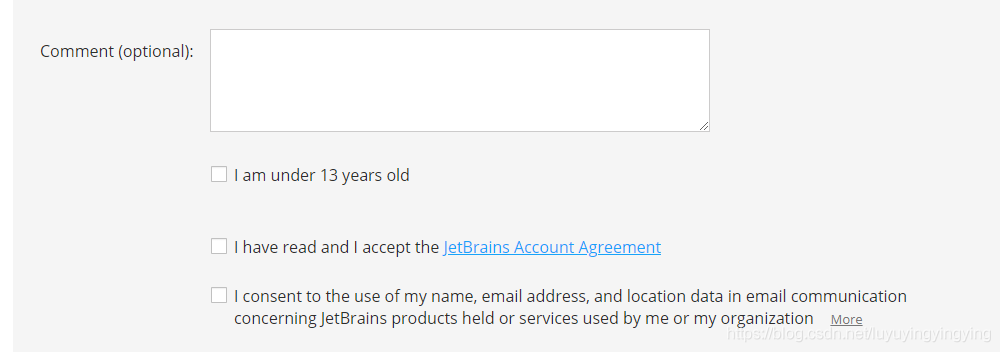 Comment (optional):
I am under 13 years old
I have read and I accept the JetBrains Account Agreement
I consent to the use of my name, email address, and location data in email communication
concerning JetBrains products held or services used by me or my organization More
https://blog.csdn.net/luyuyingyingying